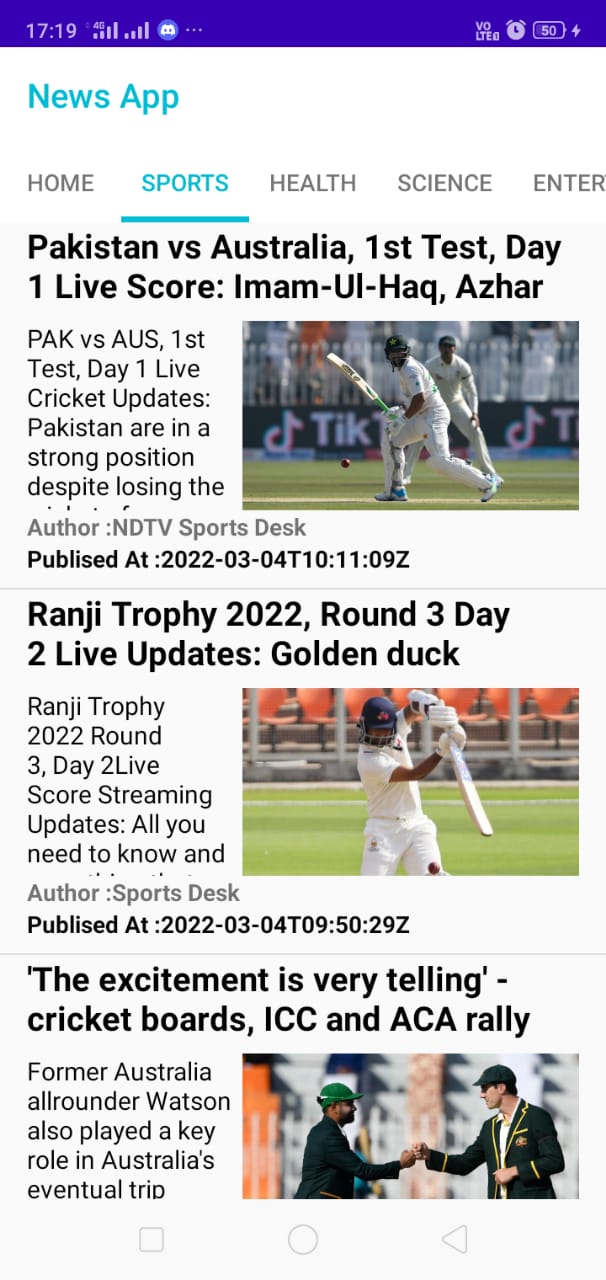 17:19 4G ... VO LTE 50
News App
HOME SPORTS HEALTH SCIENCE ENTER
Pakistan vs Australia, 1st Test, Day
1 Live Score: Imam-Ul-Haq, Azhar
PAK vs AUS, 1st
Test, Day 1 Live
Cricket Updates:
Pakistan are in a
strong position
despite losing the
TikT
Ti
Author :NDTV Sports Desk
Publised At :2022-03-04T10:11:09Z
Ranji Trophy 2022, Round 3 Day
2 Live Updates: Golden duck
Ranji Trophy
2022 Round
3, Day 2Live
Score Streaming
Updates: All you
need to know and
Author :Sports Desk
Publised At :2022-03-04T09:50:29Z
'The excitement is very telling' -
cricket boards, ICC and ACA rally
Former Australia
allrounder Watson
also played a key
role in Australia's
eventual trip